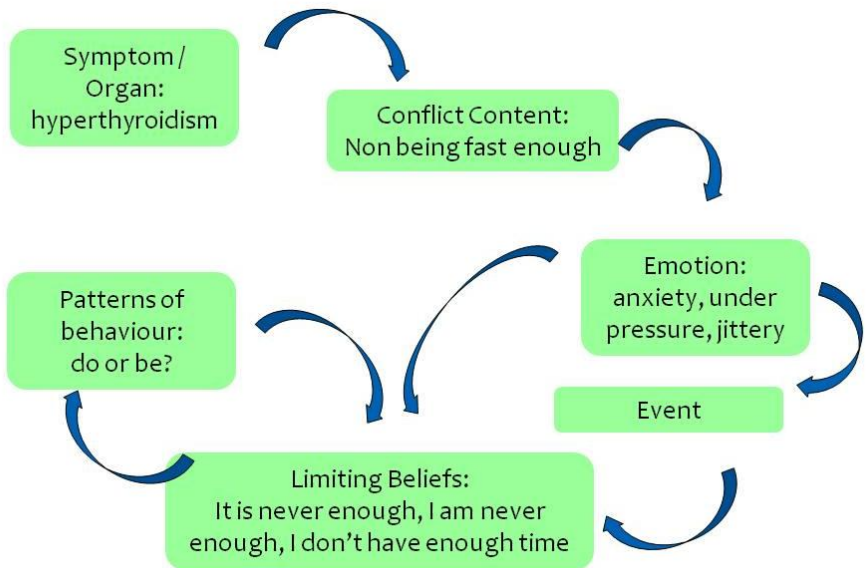 Symptom /
Organ:
hyperthyroidism
Conflict Content:
Non being fast enough
Emotion:
anxiety, under
pressure, jittery
Event
Limiting Beliefs:
It is never enough, I am never
enough, I don't have enough time
Patterns of
behaviour:
do or be?